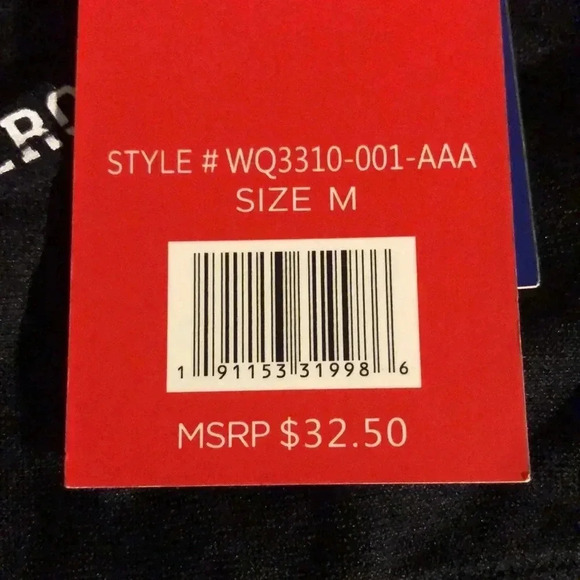 STYLE # WQ3310-001-AAA
SIZE M
1 91153 31998 6
MSRP $32.50